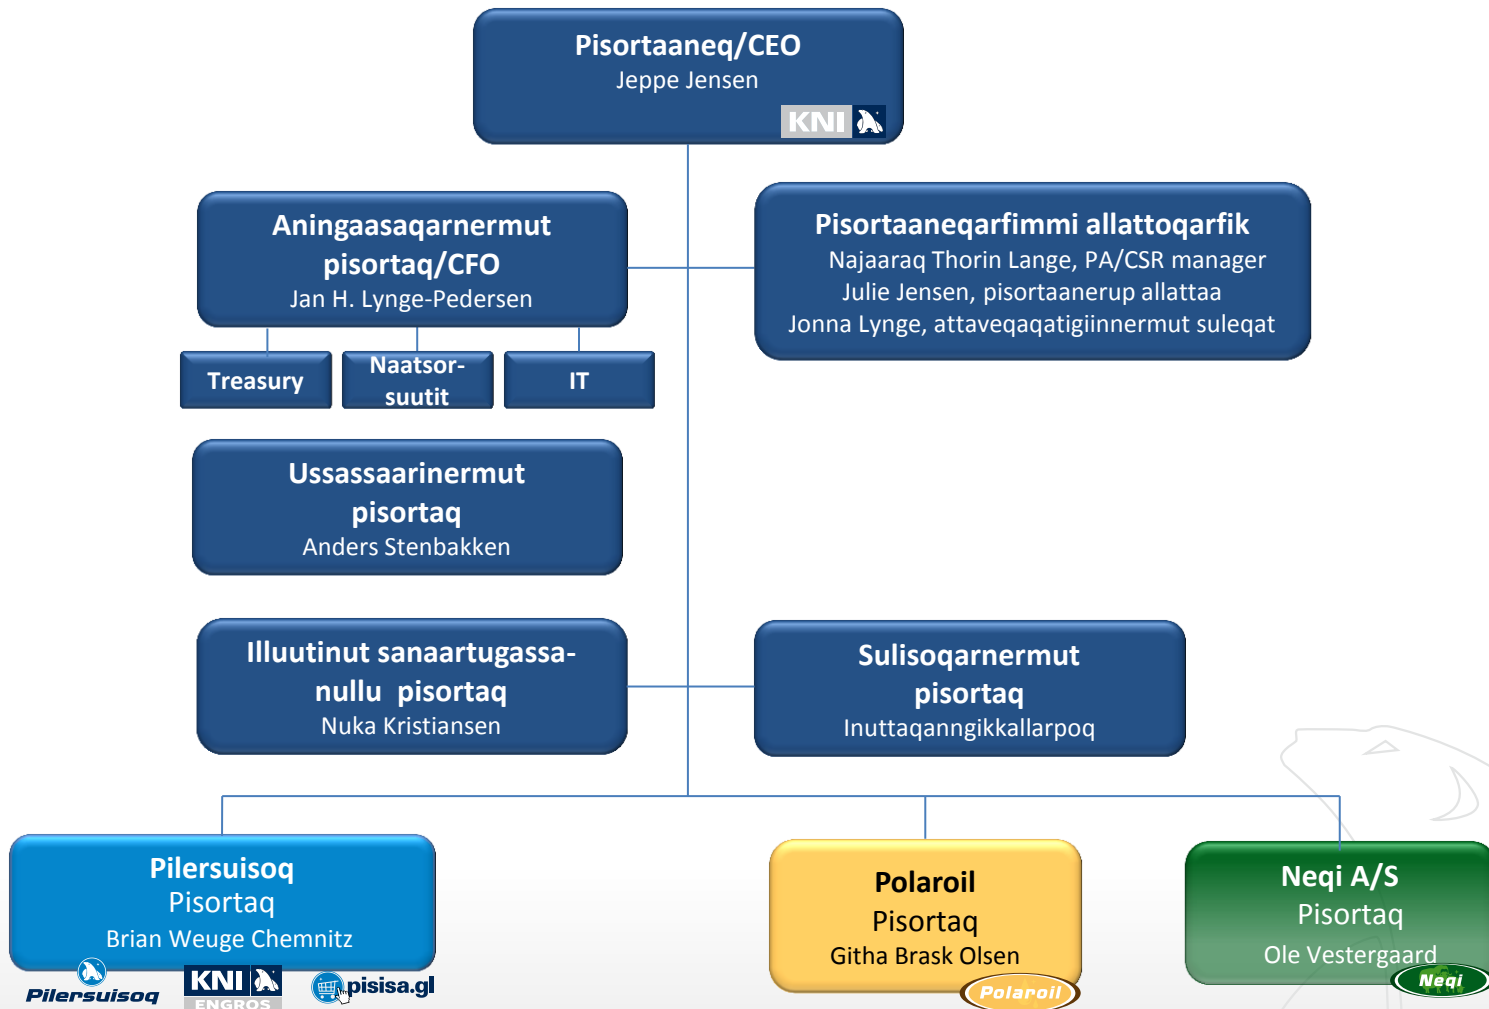 Pisortaaneq/CEO
Jeppe Jensen
KNI
Aningaasaqarnermut
pisortaq/CFO
Jan H. Lynge-Pedersen
Pisortaaneqarfimmi allattoqarfik
Najaaraq Thorin Lange, PA/CSR manager
Julie Jensen, pisortaanerup allattaa
Jonna Lynge, attaveqaqatigiinnermut suleqat
Treasury
Naatsor-
suutit
IT
Ussassaarinermut
pisortaq
Anders Stenbakken
Illuutinut sanaartugassa-
nullu pisortaq
Nuka Kristiansen
Sulisoqarnermut
pisortaq
Inuttaqanngikkallarpoq
Pilersuisoq
Pisortaq
Brian Weuge Chemnitz
Pilersuisoq
KNI
ENGROS
pisisa.gl
Polaroil
Pisortaq
Githa Brask Olsen
Polaroil
Neqi A/S
Pisortaq
Ole Vestergaard
Neqi